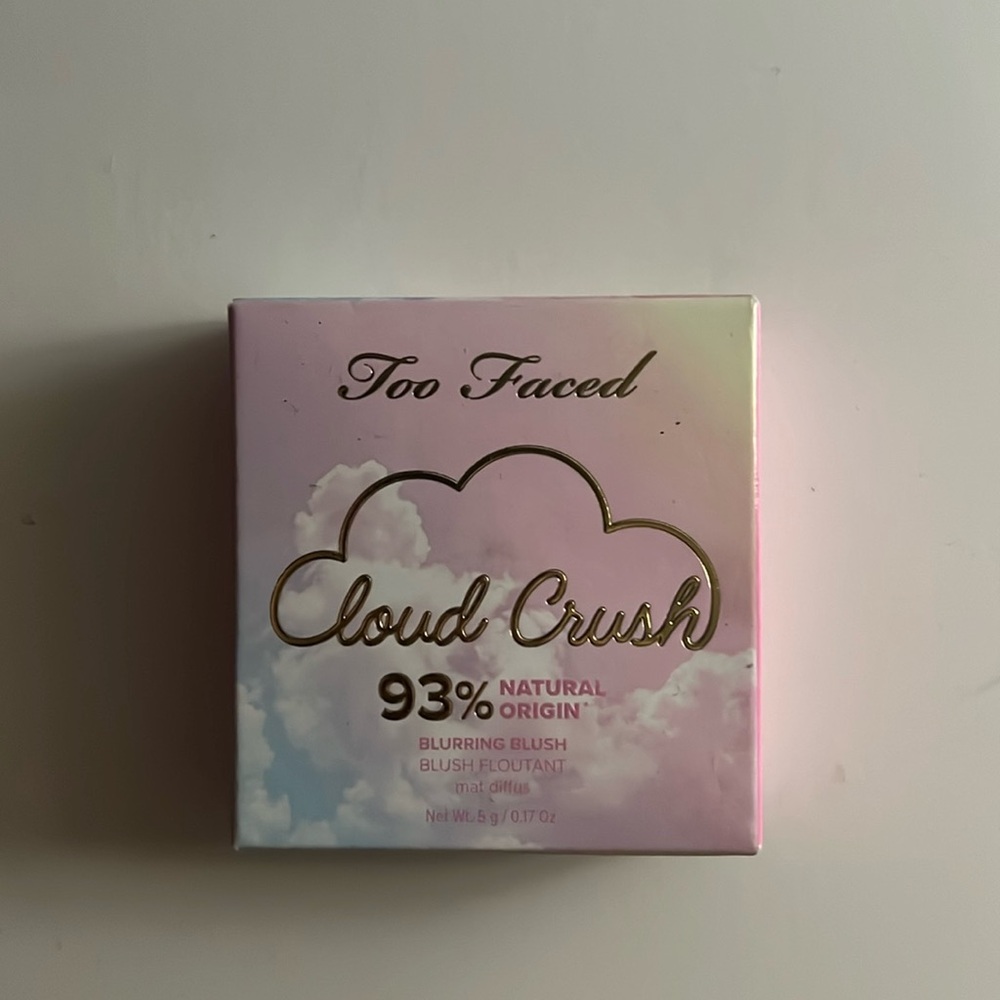 Too Faced
Cloud Crush
93% NATURAL
ORIGIN*
BLURRING BLUSH
BLUSH FLOUTANT
mat diffus
Net Wt. 5 g / 0.17 Oz